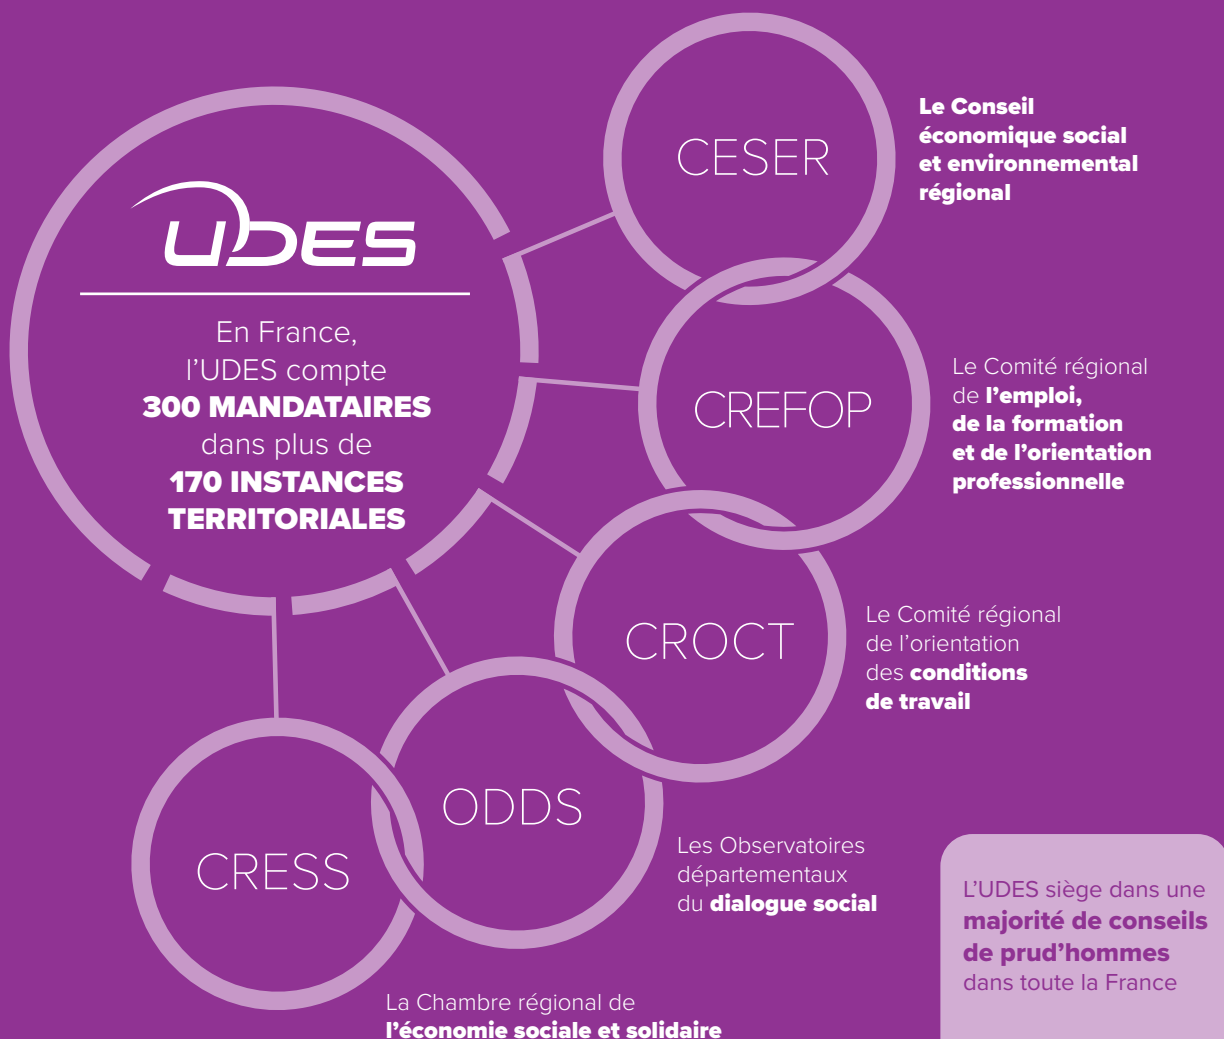 UDES
En France,
l'UDES compte
300 MANDATAIRES
dans plus de
170 INSTANCES
TERRITORIALES
CESER
Le Conseil
économique social
et environnemental
régional
CREFOP
Le Comité régional
de l'emploi,
de la formation
et de l'orientation
professionnelle
CROCT
Le Comité régional
de l'orientation
des conditions
de travail
ODDS
Les Observatoires
départementaux
du dialogue social
CRESS
La Chambre régional de
l'économie sociale et solidaire
L'UDES siège dans une
majorité de conseils
de prud'hommes
dans toute la France